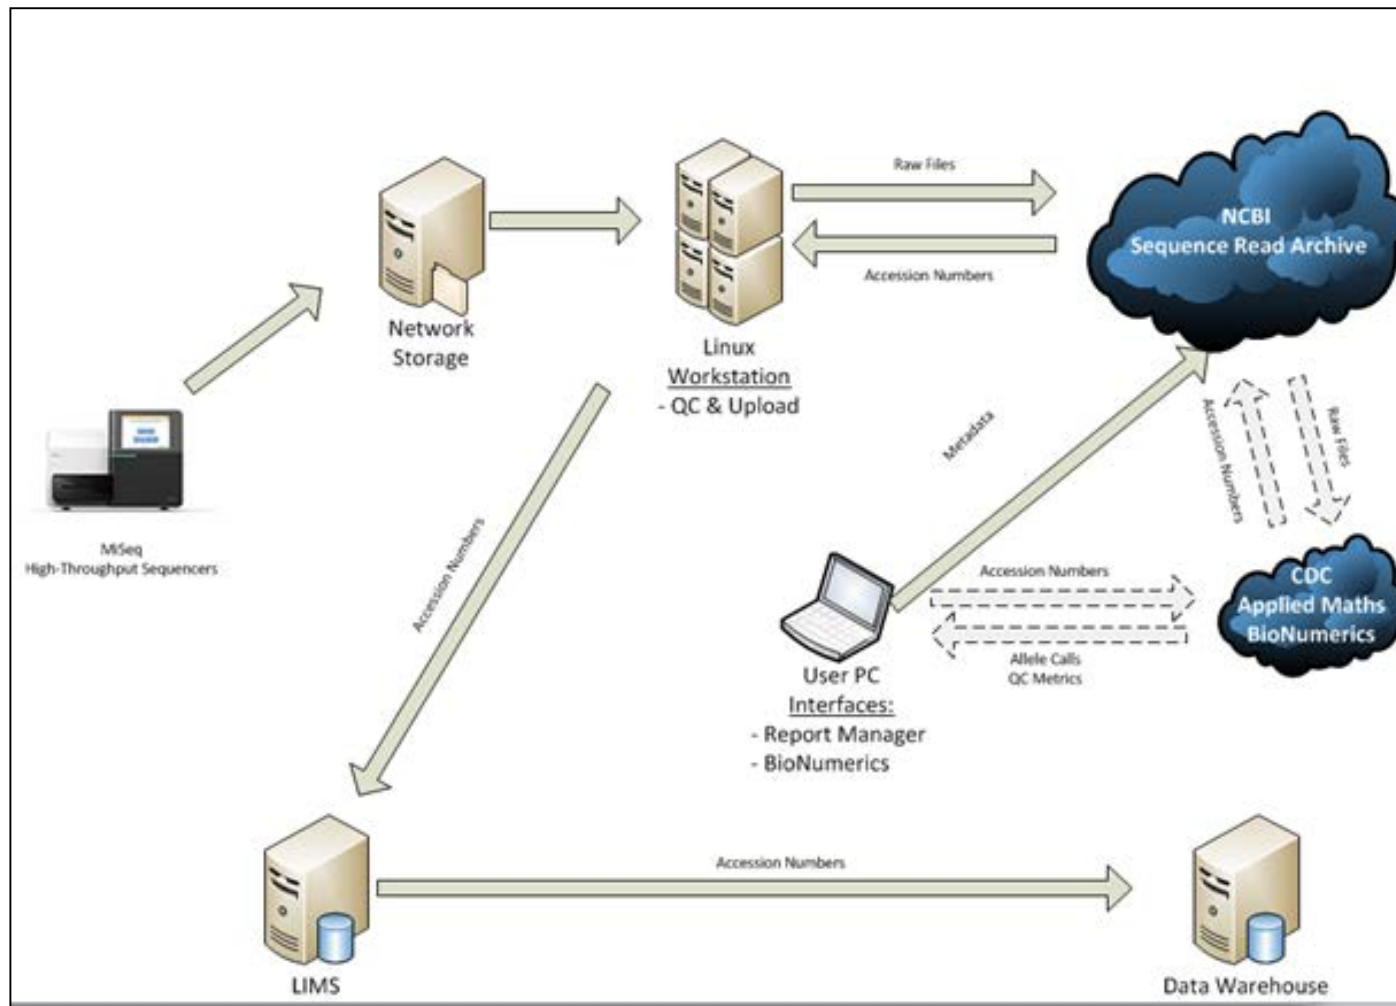 Raw Files
NCBI
Sequence Read Archive
Accession Numbers
Network
Storage
Linux
Workstation
- QC & Upload
Metadata
Accession Numbers
Raw Files
MiSeq
High-Throughput Sequencers
Accession Numbers
Accession Numbers
CDC
Applied Maths
BioNumerics
Allele Calls
QC Metrics
User PC
Interfaces:
- Report Manager
- BioNumerics
Accession Numbers
LIMS
Data Warehouse